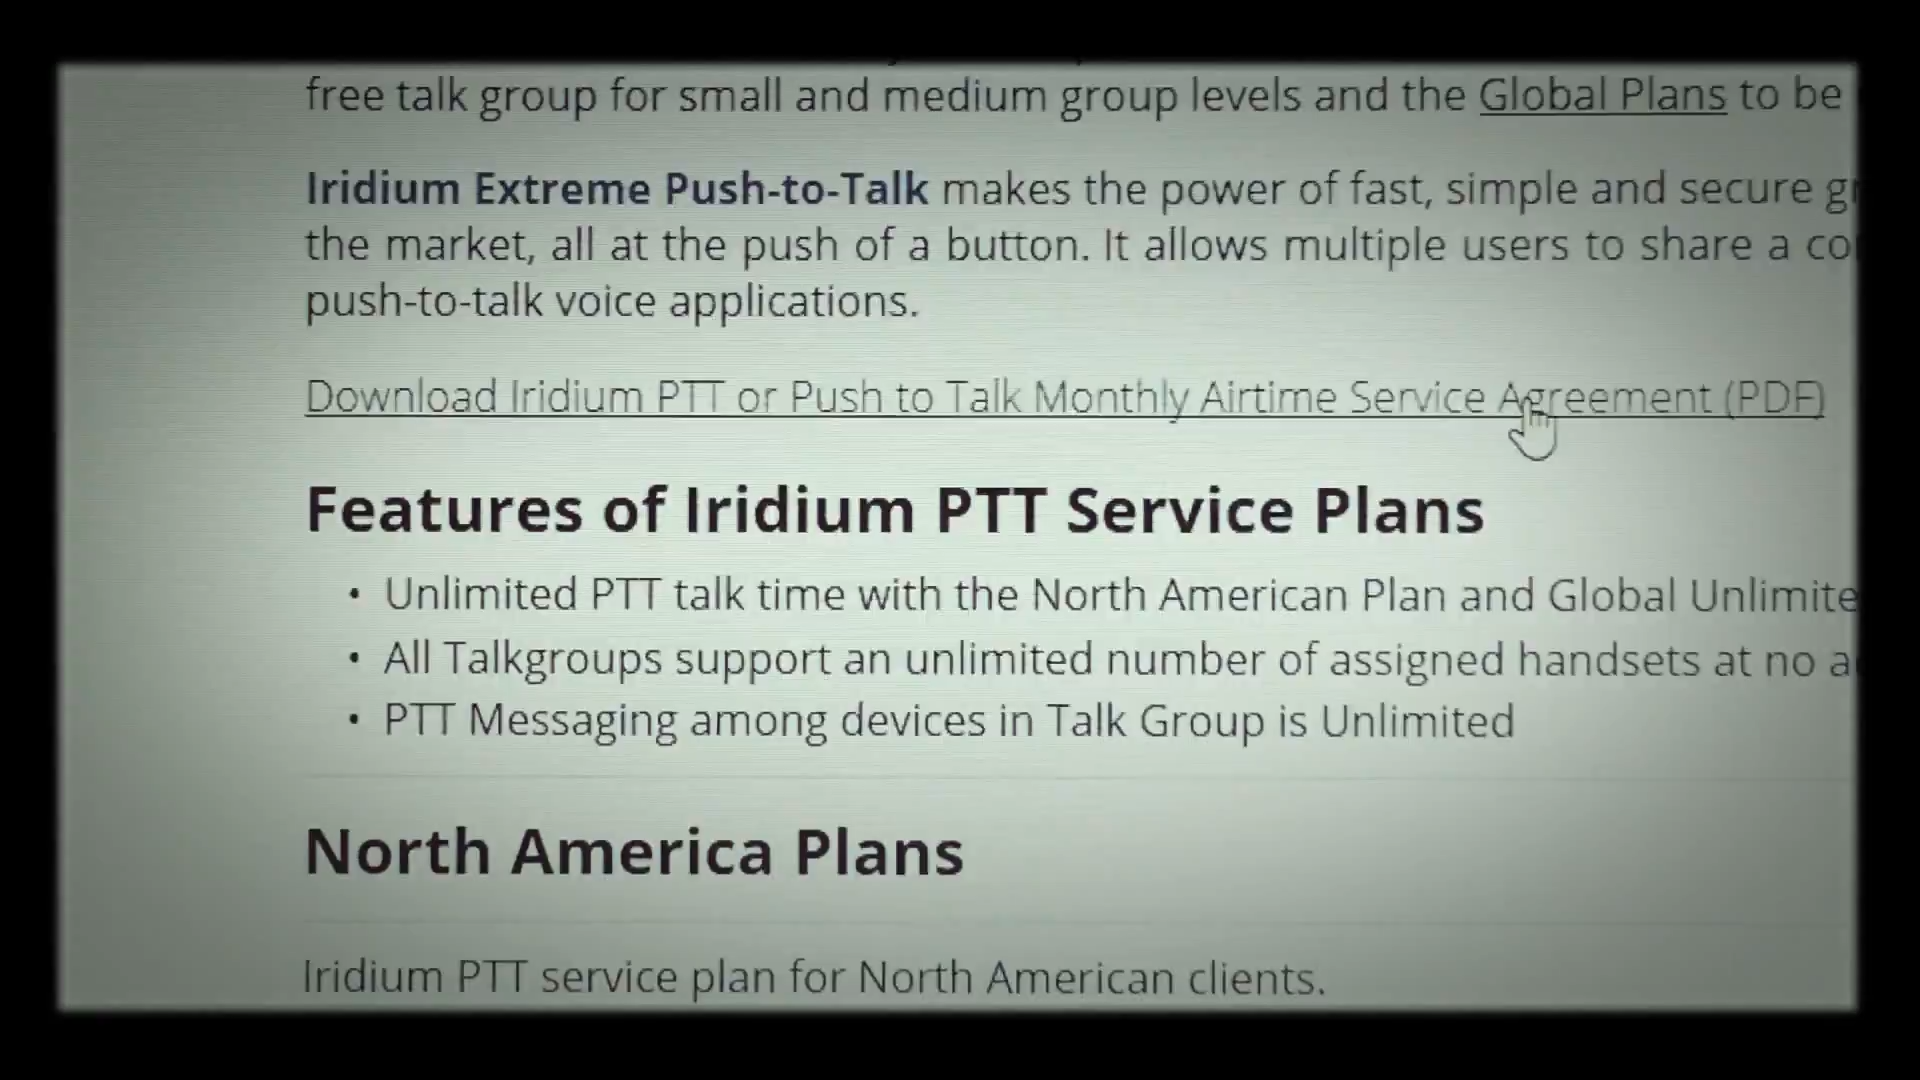 free talk group for small and medium group levels and the Global Plans to be
Iridium Extreme Push-to-Talk makes the power of fast, simple and secure
the market, all at the push of a button. It allows multiple users to share a
push-to-talk voice applications.
Download Iridium PTT or Push to Talk Monthly Airtime Service Agreement (PDF)
Features of Iridium PTT Service Plans
• Unlimited PTT talk time with the North American Plan and Global
• All Talkgroups support an unlimited number of assigned handsets at no
• PTT Messaging among devices in Talk Group is Unlimited
North America Plans
Iridium PTT service plan for North American clients.